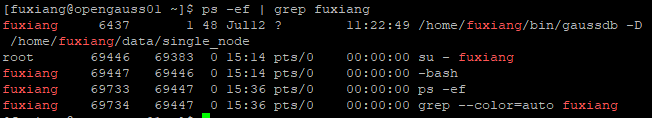 [fuxiang@opengauss01 ~]$ ps -ef | grep fuxiang
fuxiang    6437      1 48 Jul12 ?        11:22:49 /home/fuxiang/bin/gaussdb -D
 /home/fuxiang/data/single_node
root      69446  69383  0 15:14 pts/0    00:00:00 su - fuxiang
fuxiang   69447  69446  0 15:14 pts/0    00:00:00 -bash
fuxiang   69733  69447  0 15:36 pts/0    00:00:00 ps -ef
fuxiang   69734  69447  0 15:36 pts/0    00:00:00 grep --color=auto fuxiang